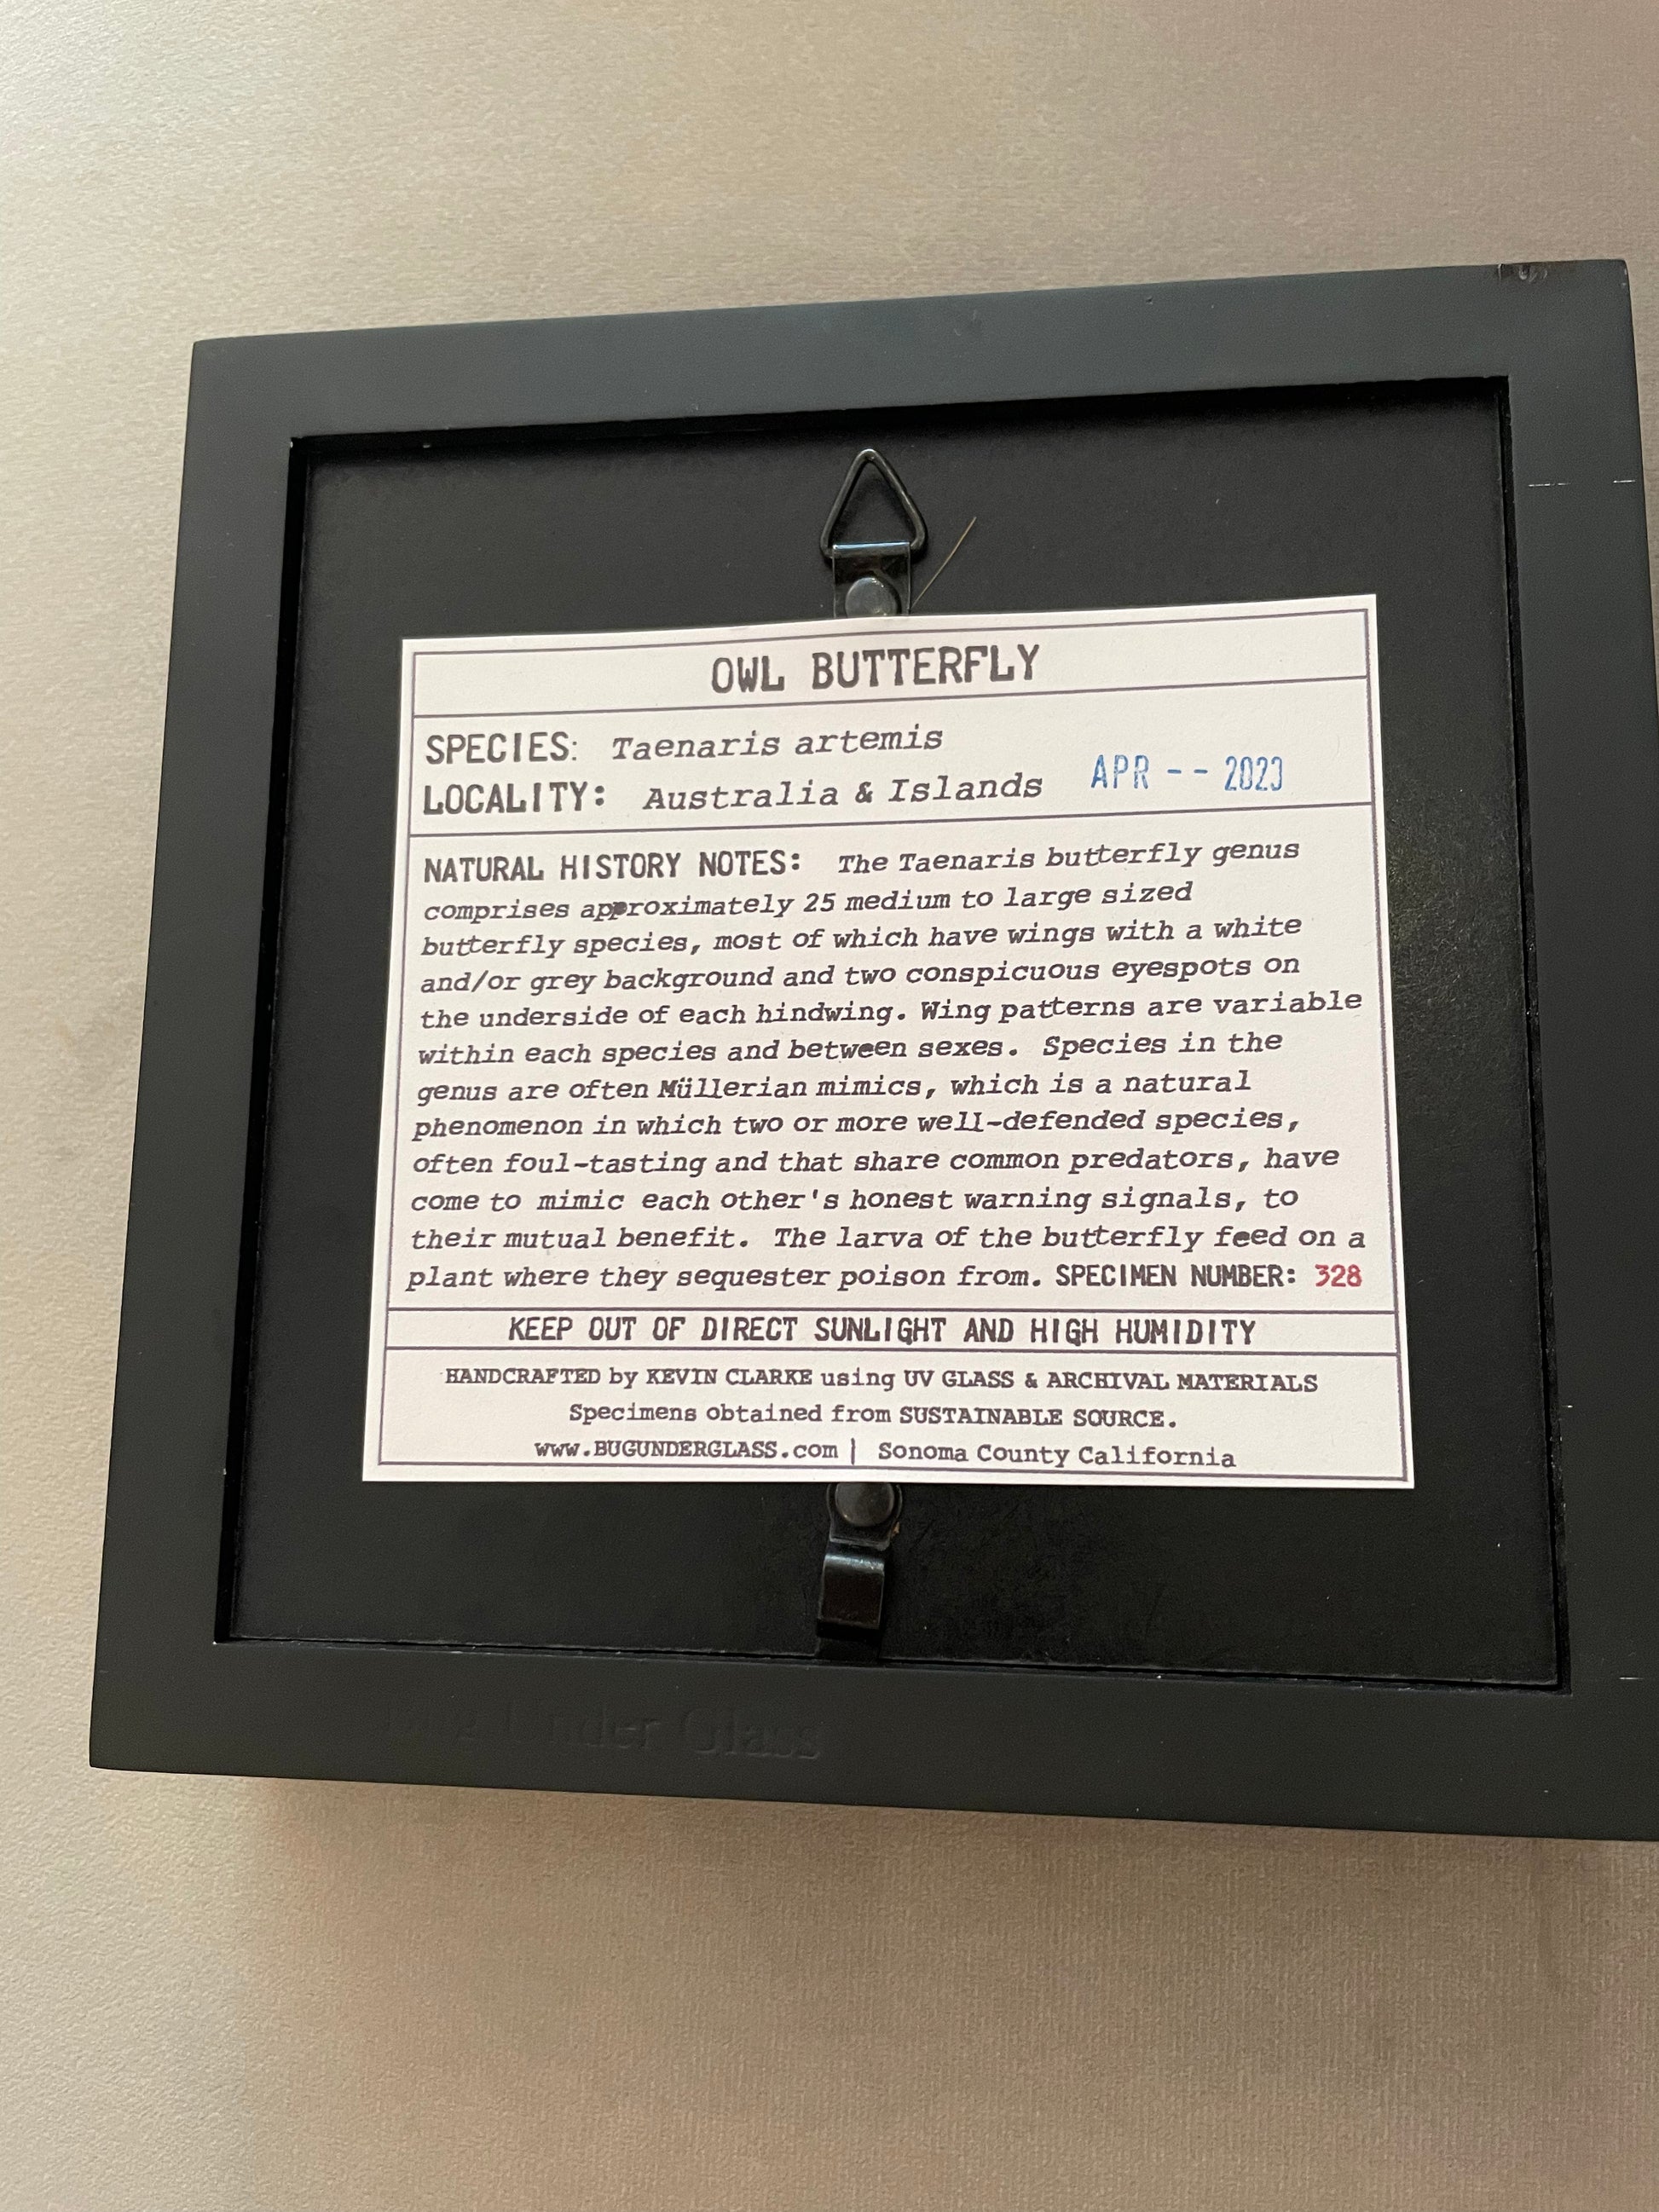 OWL BUTTERFLY
SPECIES: Taenaris artemis
LOCALITY: Australia & Islands APR -- 2023
NATURAL HISTORY NOTES: The Taenaris butterfly genus
comprises approximately 25 medium to large sized
butterfly species, most of which have wings with a white
and/or grey background and two conspicuous eyespots on
the underside of each hindwing. Wing patterns are variable
within each species and between sexes. Species in the
genus are often Müllerian mimics, which is a natural
phenomenon in which two or more well-defended species,
often foul-tasting and that share common predators, have
come to mimic each other's honest warning signals, to
their mutual benefit. The larva of the butterfly feed on a
plant where they sequester poison from. SPECIMEN NUMBER: 328
KEEP OUT OF DIRECT SUNLIGHT AND HIGH HUMIDITY
HANDCRAFTED by KEVIN CLARKE using UV GLASS & ARCHIVAL MATERIALS
Specimens obtained from SUSTAINABLE SOURCE.
www.BUGUNDERGLASS.com | Sonoma County California
Bug Under Glass